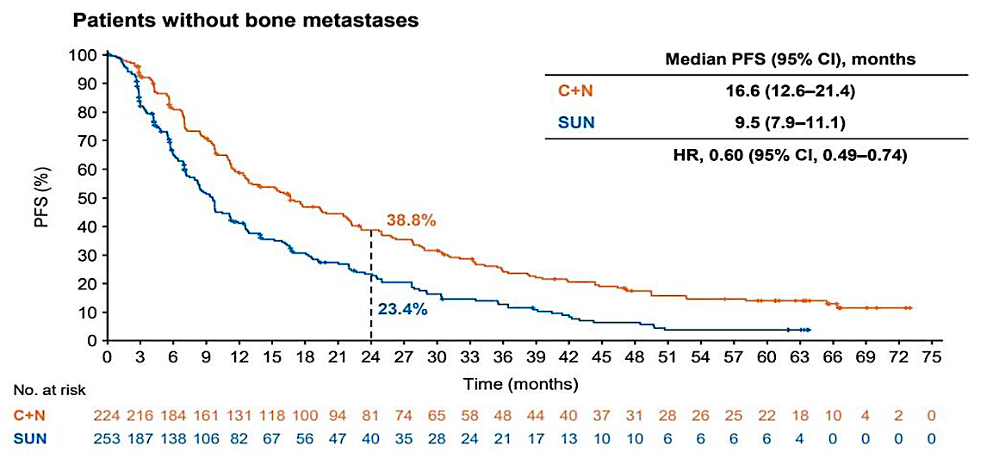 Patients without bone metastases
Median PFS (95% CI), months
C+N 16.6 (12.6–21.4)
SUN 9.5 (7.9–11.1)
HR, 0.60 (95% CI, 0.49–0.74)
PFS (%)
100
90
80
70
60
50
40
30
20
10
0
38.8%
23.4%
0 3 6 9 12 15 18 21 24 27 30 33 36 39 42 45 48 51 54 57 60 63 66 69 72 75
Time (months)
No. at risk
C+N 224 216 184 161 131 118 100 94 81 74 65 58 48 44 40 37 31 28 26 25 22 18 10 4 2 0
SUN 253 187 138 106 82 67 56 47 40 35 28 24 21 17 13 10 10 6 6 6 6 4 0 0 0 0